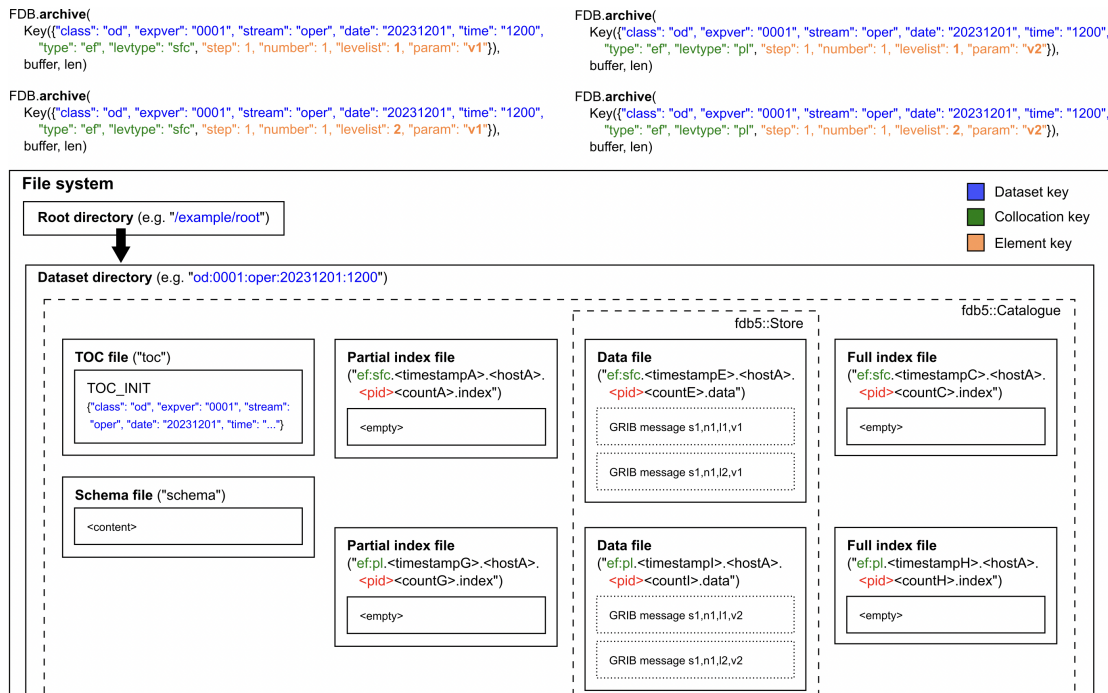 FDB.archive(
Key({"class": "od", "expver": "0001", "stream": "oper", "date": "20231201", "time": "1200",
"type": "ef", "levtype": "sfc", "step": 1, "number": 1, "levelist": 1, "param": "v1"}),
buffer, len)
FDB.archive(
Key({"class": "od", "expver": "0001", "stream": "oper", "date": "20231201", "time": "1200",
"type": "ef", "levtype": "pl", "step": 1, "number": 1, "levelist": 1, "param": "v2"}),
buffer, len)
FDB.archive(
Key({"class": "od", "expver": "0001", "stream": "oper", "date": "20231201", "time": "1200",
"type": "ef", "levtype": "sfc", "step": 1, "number": 1, "levelist": 2, "param": "v1"}),
buffer, len)
FDB.archive(
Key({"class": "od", "expver": "0001", "stream": "oper", "date": "20231201", "time": "1200",
"type": "ef", "levtype": "pl", "step": 1, "number": 1, "levelist": 2, "param": "v2"}),
buffer, len)
File system
Root directory (e.g. "/example/root")
Dataset key
Collocation key
Element key
Dataset directory (e.g. "od:0001:oper:20231201:1200")
fdb5::Catalogue
fdb5::Store
TOC file ("toc")
TOC_INIT
{"class": "od", "expver": "0001", "stream":
"oper", "date": "20231201", "time": "..."}
Schema file ("schema")
<content>
Partial index file
("ef:sfc.<timestampA>.<hostA>.
<pid><countA>.index")
<empty>
Data file
("ef:sfc.<timestampE>.<hostA>.
<pid><countE>.data")
GRIB message s1,n1,l1,v1
GRIB message s1,n1,l2,v1
Full index file
("ef:sfc.<timestampC>.<hostA>.
<pid><countC>.index")
<empty>
Partial index file
("ef:pl.<timestampG>.<hostA>.
<pid><countG>.index")
<empty>
Data file
("ef:pl.<timestampI>.<hostA>.
<pid><countI>.data")
GRIB message s1,n1,l1,v2
GRIB message s1,n1,l2,v2
Full index file
("ef:pl.<timestampH>.<hostA>.
<pid><countH>.index")
<empty>